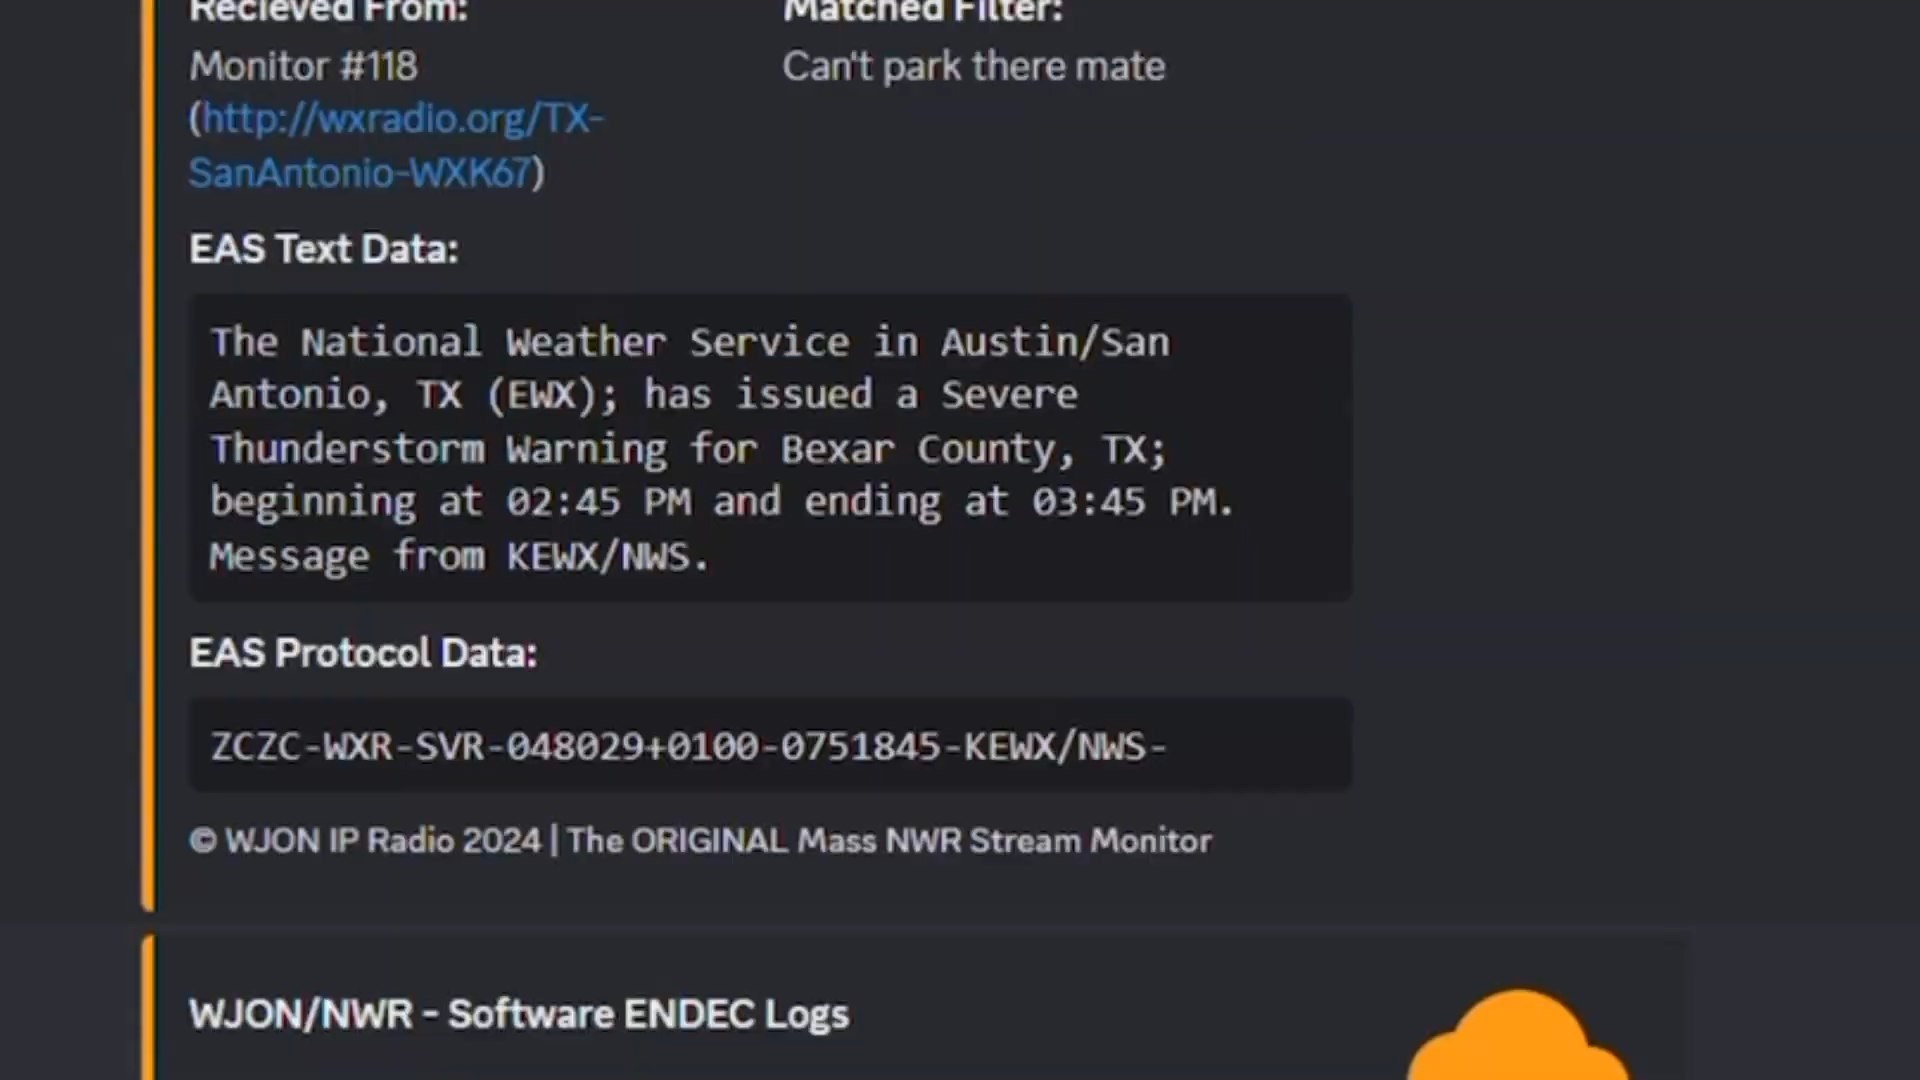 Recieved From:
Matched Filter:
Monitor #118
(http://wxradio.org/TX-
SanAntonio-WXK67)
Can't park there mate
EAS Text Data:
The National Weather Service in Austin/San
Antonio, TX (EWX); has issued a Severe
Thunderstorm Warning for Bexar County, TX;
beginning at 02:45 PM and ending at 03:45 PM.
Message from KEWX/NWS.
EAS Protocol Data:
ZCZC-WXR-SVR-048029+0100-0751845-KEWX/NWS-
© WJON IP Radio 2024 | The ORIGINAL Mass NWR Stream Monitor
WJON/NWR - Software ENDEC Logs